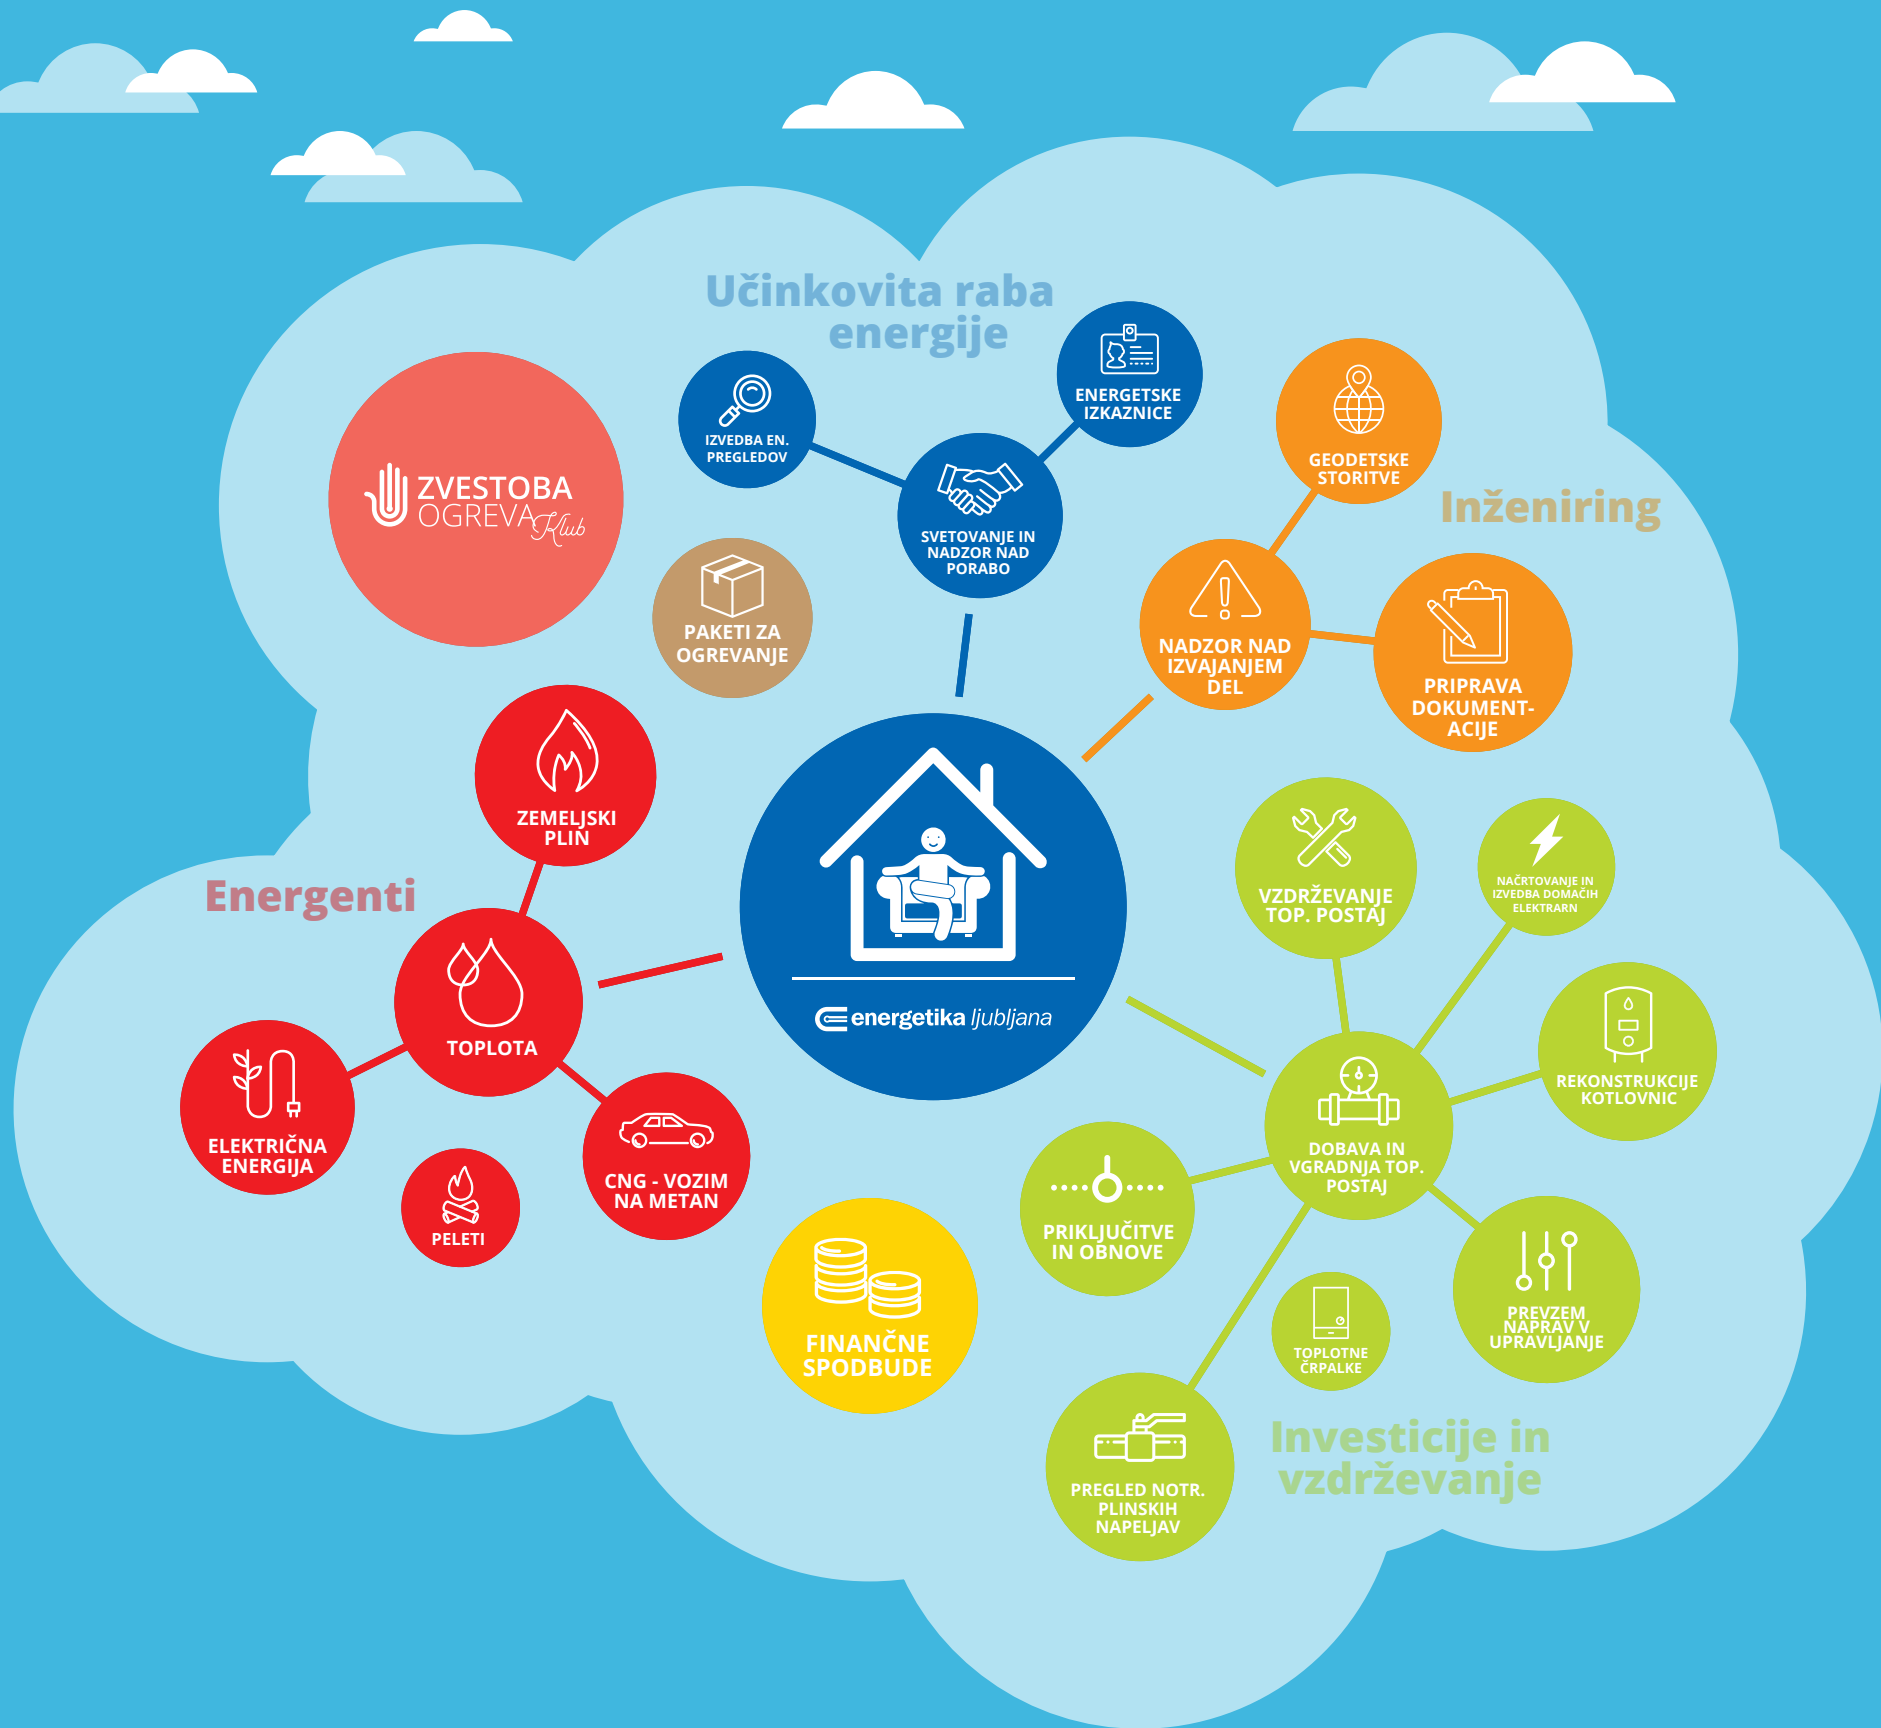 Učinkovita raba
energije
ENERGETSKE
IZKAZNICE
IZVEDBA EN.
PREGLEDOV
SVETOVANJE IN
NADZOR NAD
PORABO
GEODETSKE
STORITVE
Inženiring
ZVESTOBA
OGREVA
Klub
PAKETI ZA
OGREVANJE
NADZOR NAD
IZVAJANJEM
DEL
PRIPRAVA
DOKUMENT-
ACIJE
ZEMELJSKI
PLIN
Energenti
TOPLOTA
ELEKTRIČNA
ENERGIJA
PELETI
CNG - VOZIM
NA METAN
energetika ljubljana
VZDRŽEVANJE
TOP. POSTAJ
NAČRTOVANJE IN
IZVEDBA DOMAČIH
ELEKTRARN
REKONSTRUKCIJE
KOTLOVNIC
DOBAVA IN
VGRADNJA TOP.
POSTAJ
PRIKLJUČITVE
IN OBNOVE
PREVZEM
NAPRAV V
UPRAVLJANJE
TOPLOTNE
ČRPALKE
FINANČNE
SPODBUDE
PREGLED NOTR.
PLINSKIH
NAPELJAV
Investicije in
vzdrževanje